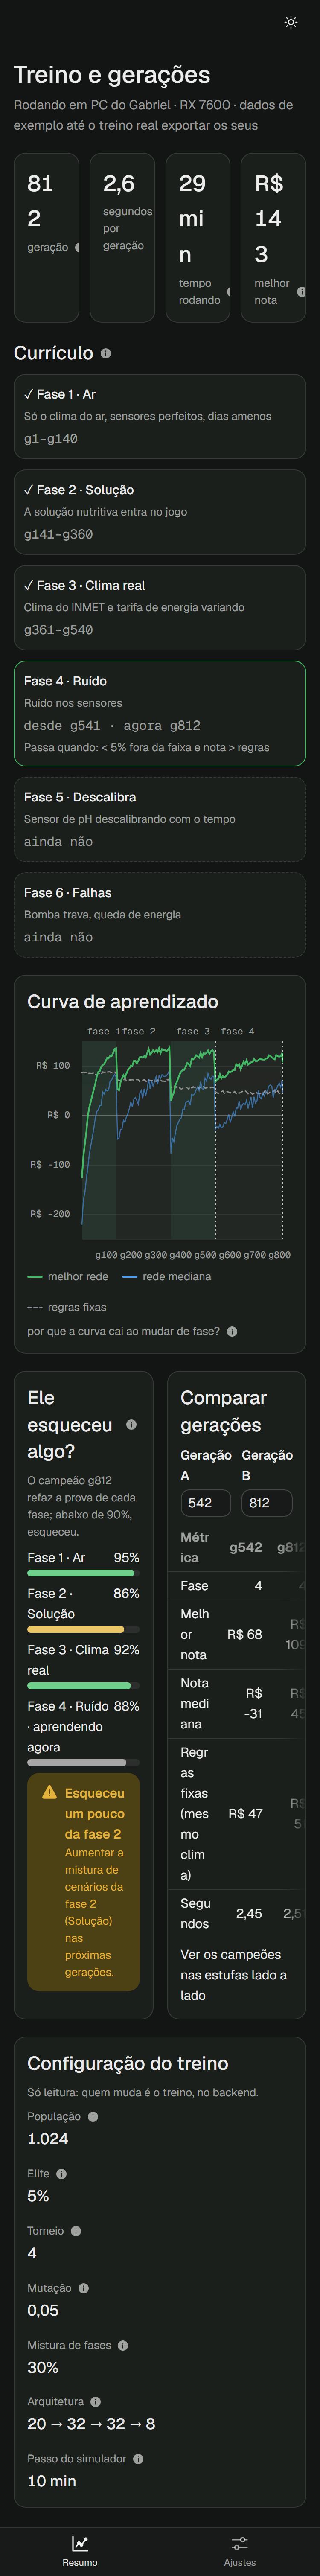 Treino e gerações
Rodando em PC do Gabriel · RX 7600 · dados de
exemplo até o treino real exportar os seus
81
2
geração
2,6
segundos
por
geração
29
mi
n
tempo
rodando
R$
14
3
melhor
nota
Currículo
✓ Fase 1 · Ar
Só o clima do ar, sensores perfeitos, dias amenos
g1–g140
✓ Fase 2 · Solução
A solução nutritiva entra no jogo
g141–g360
✓ Fase 3 · Clima real
Clima do INMET e tarifa de energia variando
g361–g540
Fase 4 · Ruído
Ruído nos sensores
desde g541 · agora g812
Passa quando: < 5% fora da faixa e nota > regras
Fase 5 · Descalibra
Sensor de pH descalibrando com o tempo
ainda não
Fase 6 · Falhas
Bomba trava, queda de energia
ainda não
Curva de aprendizado
fase 1 fase 2 fase 3 fase 4
R$ 100
R$ 0
R$ -100
R$ -200
g100 g200 g300 g400 g500 g600 g700 g800
melhor rede rede mediana
regras fixas
por que a curva cai ao mudar de fase?
Ele
esqueceu
algo?
O campeão g812
refaz a prova de cada
fase; abaixo de 90%,
esqueceu.
Fase 1 · Ar 95%
Fase 2 · 86%
Solução
Fase 3 · Clima 92%
real
Fase 4 · Ruído 88%
· aprendendo
agora
Esqueceu
um pouco
da fase 2
Aumentar a
mistura de
cenários da
fase 2
(Solução)
nas
próximas
gerações.
Comparar
gerações
Geração Geração
A B
542 812
Métr g542 g812
ica
Fase 4 4
Melh R$ 68 R$
or 109
nota
Nota R$ R$
medi -31 45
ana
Regr
as
fixas
(mes R$ 47 R$
mo 51
clim
a)
Segu 2,45 2,5
ndos
Ver os campeões
nas estufas lado a
lado
Configuração do treino
Só leitura: quem muda é o treino, no backend.
População
1.024
Elite
5%
Torneio
4
Mutação
0,05
Mistura de fases
30%
Arquitetura
20 → 32 → 32 → 8
Passo do simulador
10 min
Resumo Ajustes